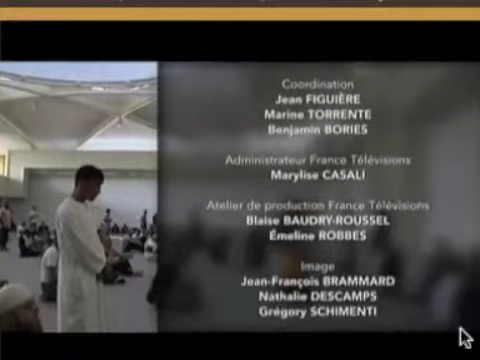 Coordination
Jean FIGUIÈRE
Marine TORRENTE
Benjamin BORIES
Administrateur France Télévisions
Marylise CASALI
Atelier de production France Télévisions
Blaise BAUDRY-ROUSSEL
Émeline ROBBES
Image
Jean-François BRAMMARD
Nathalie DESCAMPS
Grégory SCHIMENTI